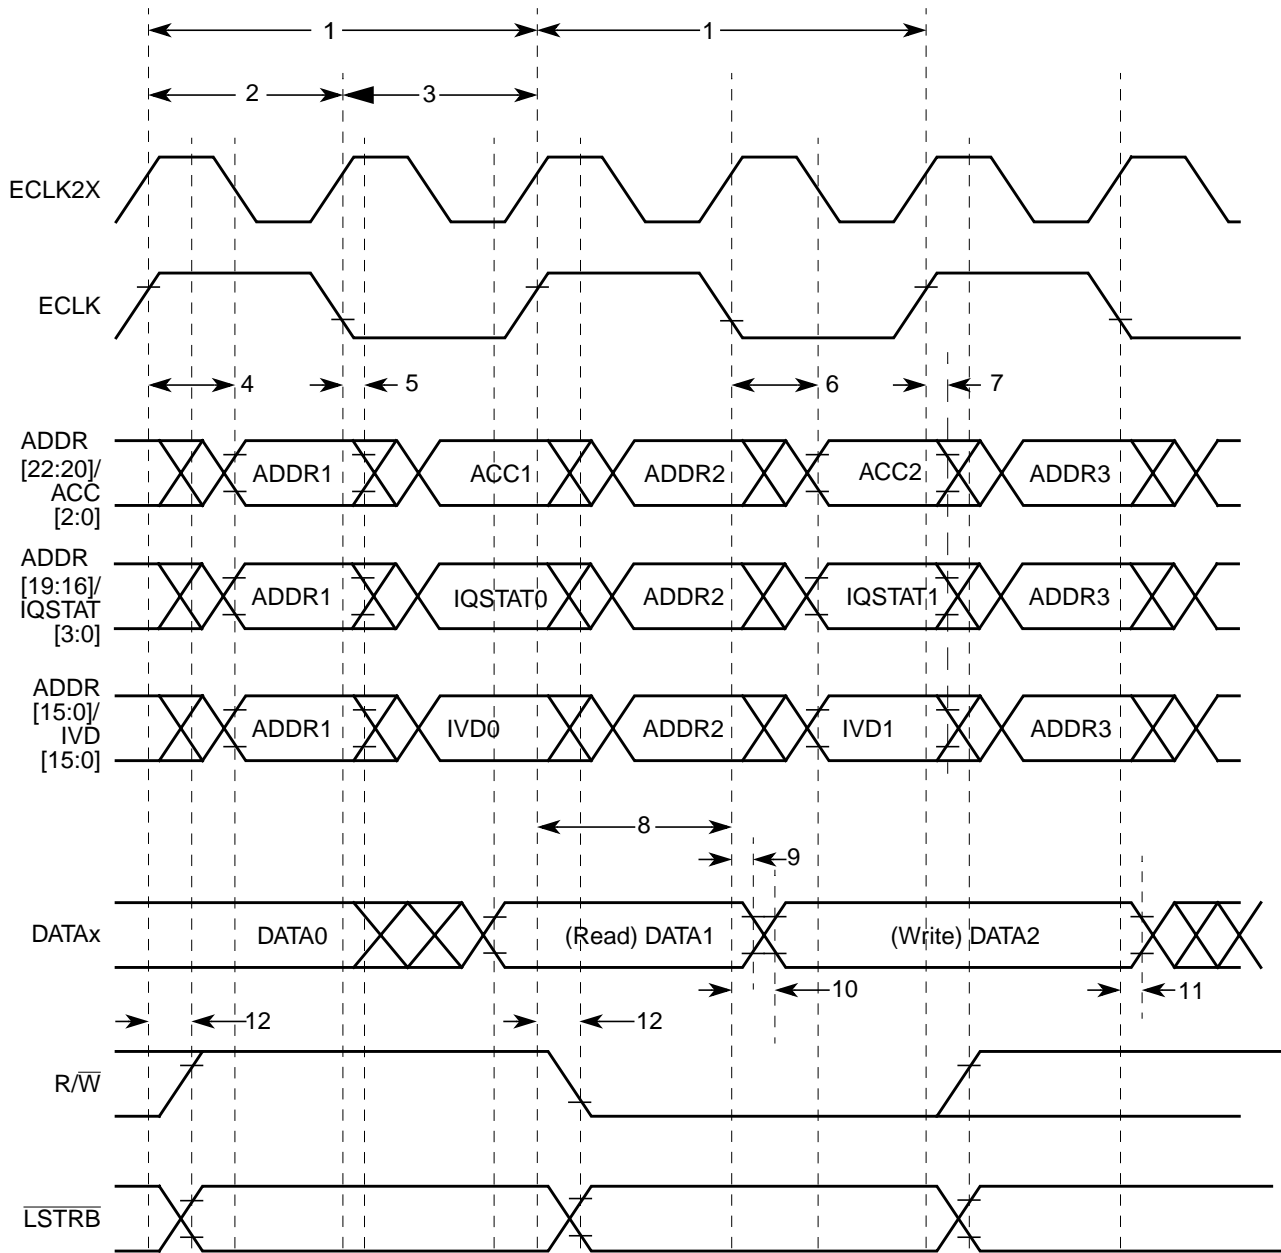 1 1
2 3
ECLK2X
ECLK
4 5 6 7
ADDR
[22:20]/
ACC
[2:0]
ADDR1 ACC1 ADDR2 ACC2 ADDR3
ADDR
[19:16]/
IQSTAT
[3:0]
ADDR1 IQSTAT0 ADDR2 IQSTAT1 ADDR3
ADDR
[15:0]/
IVD
[15:0]
ADDR1 IVD0 ADDR2 IVD1 ADDR3
8
9
DATAx DATA0 (Read) DATA1 (Write) DATA2
10 11
12 12
R/W
LSTRB